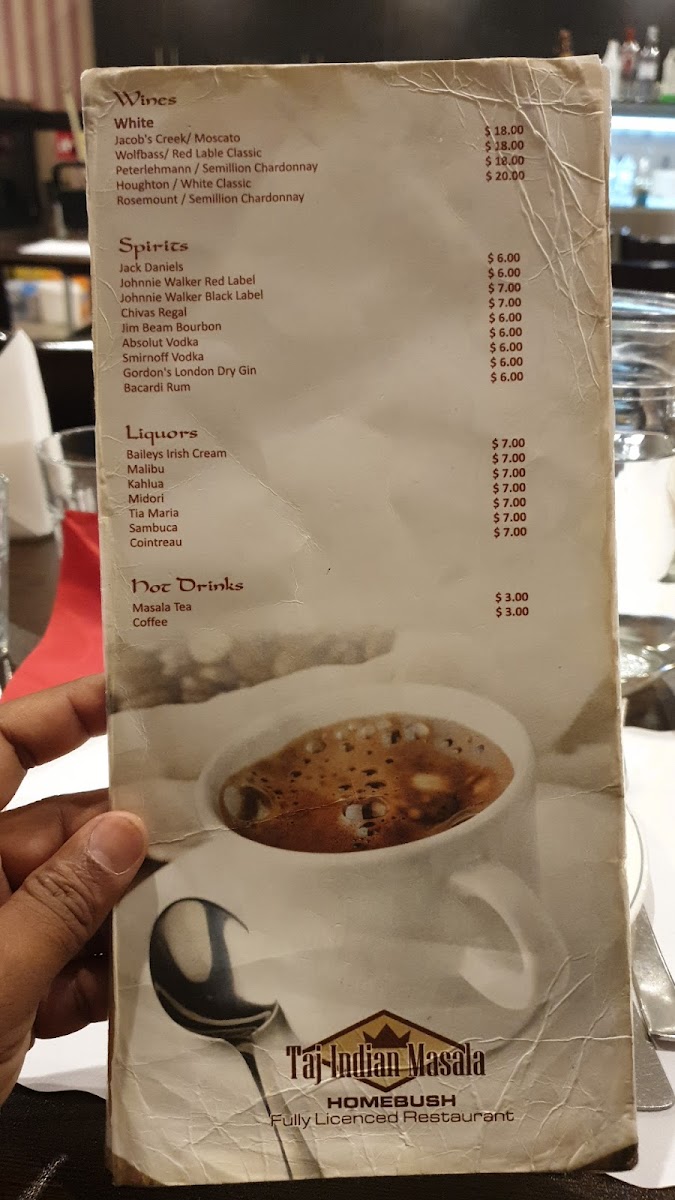 Wines
White
Jacob's Creek/ Moscato $ 18.00
Wolfbass/ Red Lable Classic $ 18.00
Peterlehmann / Semillion Chardonnay $ 18.00
Houghton / White Classic $ 20.00
Rosemount / Semillion Chardonnay
Spirits
Jack Daniels $ 6.00
Johnnie Walker Red Label $ 6.00
Johnnie Walker Black Label $ 7.00
Chivas Regal $ 7.00
Jim Beam Bourbon $ 6.00
Absolut Vodka $ 6.00
Smirnoff Vodka $ 6.00
Gordon's London Dry Gin $ 6.00
Bacardi Rum $ 6.00
Liquors
Baileys Irish Cream $ 7.00
Malibu $ 7.00
Kahlua $ 7.00
Midori $ 7.00
Tia Maria $ 7.00
Sambuca $ 7.00
Cointreau $ 7.00
Hot Drinks
Masala Tea $ 3.00
Coffee $ 3.00
Taj Indian Masala
HOMEBUSH
Fully Licenced Restaurant